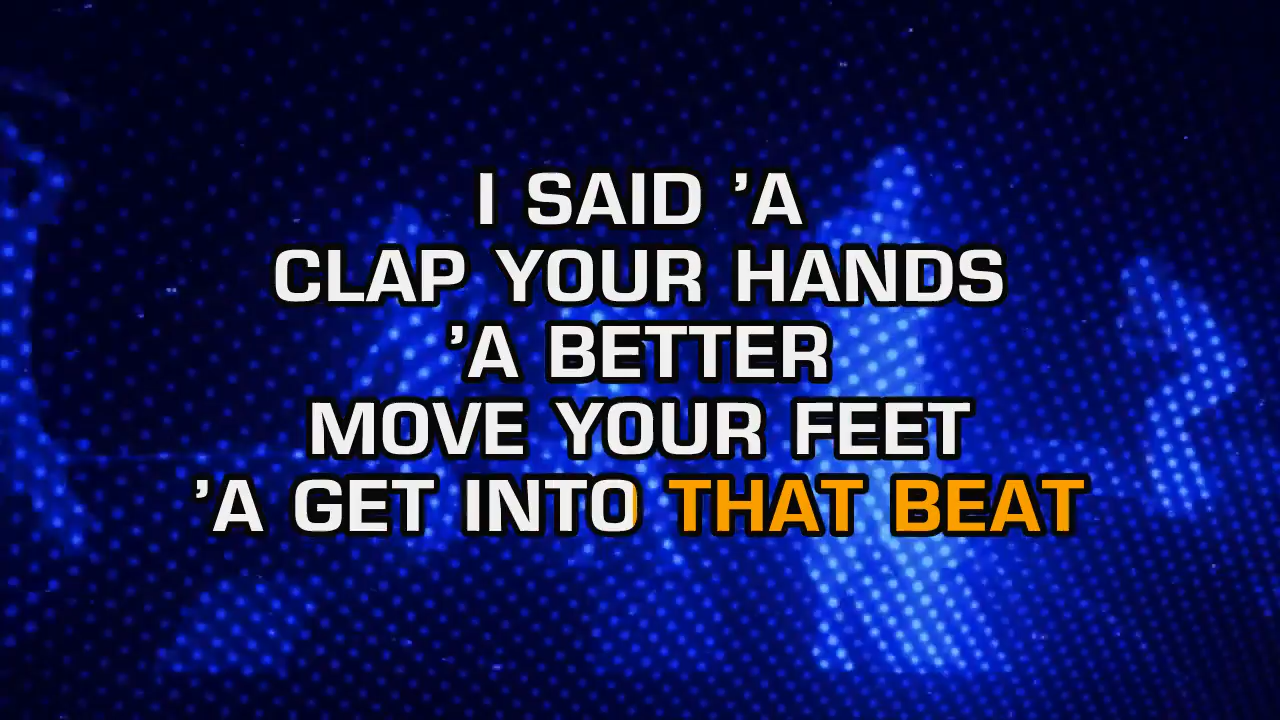 I SAID ’A
CLAP YOUR HANDS
’A BETTER
MOVE YOUR FEET
’A GET INTO THAT BEAT